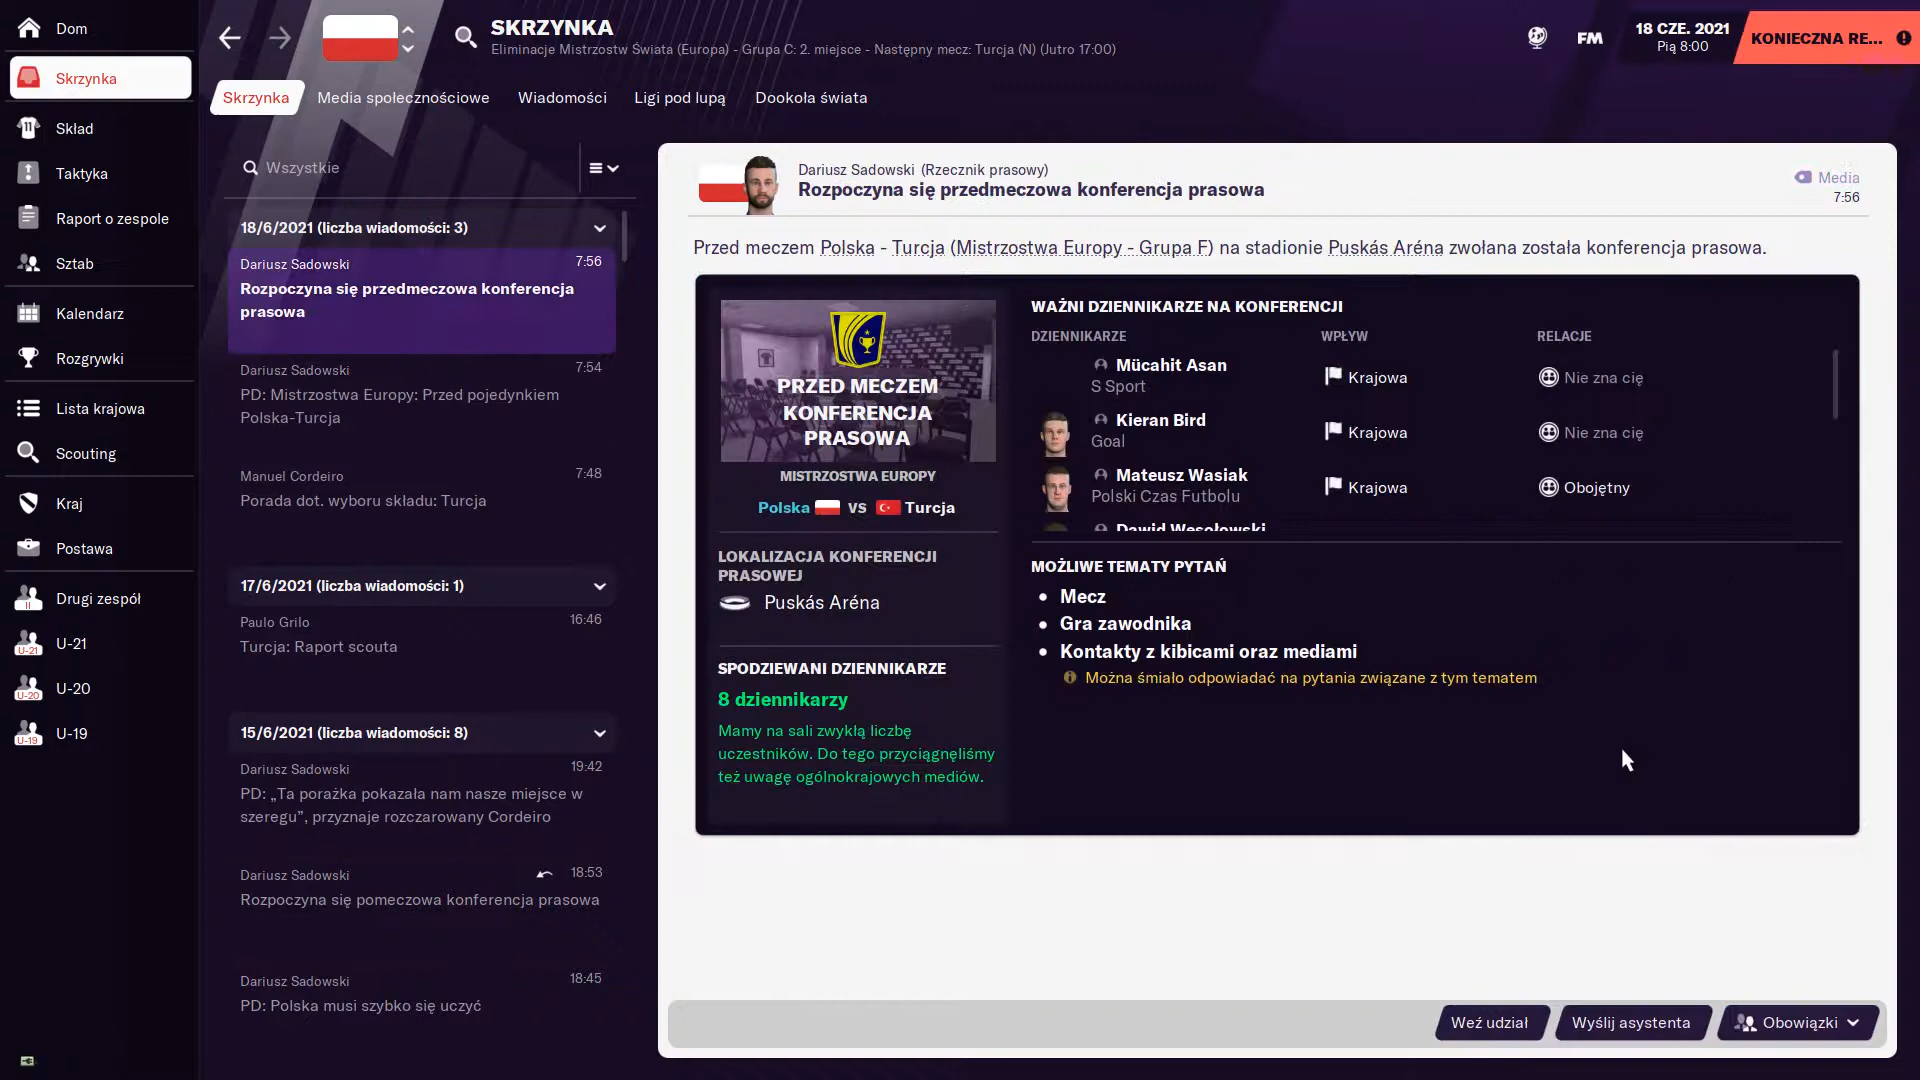 Dom
Skrzynka
Skład
Taktyka
Raport o zespole
Sztab
Kalendarz
Rozgrywki
Lista krajowa
Scouting
Kraj
Postawa
Drugi zespół
U-21
U-20
U-19
SKRZYNKA
Eliminacje Mistrzostw Świata (Europa) - Grupa C: 2. miejsce - Następny mecz: Turcja (N) (Jutro 17:00)
FM
18 CZE. 2021
Pią 8:00
KONIECZNA RE...
Skrzynka
Media społecznościowe
Wiadomości
Ligi pod lupą
Dookoła świata
Wszystkie
18/6/2021 (liczba wiadomości: 3)
Dariusz Sadowski 7:56
Rozpoczyna się przedmeczowa konferencja
prasowa
Dariusz Sadowski 7:54
PD: Mistrzostwa Europy: Przed pojedynkiem
Polska-Turcja
Manuel Cordeiro 7:48
Porada dot. wyboru składu: Turcja
17/6/2021 (liczba wiadomości: 1)
Paulo Grilo 16:46
Turcja: Raport scouta
15/6/2021 (liczba wiadomości: 8)
Dariusz Sadowski 19:42
PD: „Ta porażka pokazała nam nasze miejsce w
szeregu”, przyznaje rozczarowany Cordeiro
Dariusz Sadowski 18:53
Rozpoczyna się pomeczowa konferencja prasowa
Dariusz Sadowski 18:45
PD: Polska musi szybko się uczyć
Dariusz Sadowski (Rzecznik prasowy)
Rozpoczyna się przedmeczowa konferencja prasowa
Media
7:56
Przed meczem Polska - Turcja (Mistrzostwa Europy - Grupa F) na stadionie Puskás Aréna zwołana została konferencja prasowa.
PRZED MECZEM
KONFERENCJA
PRASOWA
MISTRZOSTWA EUROPY
Polska VS Turcja
LOKALIZACJA KONFERENCJI
PRASOWEJ
Puskás Aréna
SPODZIEWANI DZIENNIKARZE
8 dziennikarzy
Mamy na sali zwykłą liczbę
uczestników. Do tego przyciągnęliśmy
też uwagę ogólnokrajowych mediów.
WAŻNI DZIENNIKARZE NA KONFERENCJI
DZIENNIKARZE WPŁYW RELACJE
Mücahit Asan
S Sport
Krajowa
Nie zna cię
Kieran Bird
Goal
Krajowa
Nie zna cię
Mateusz Wasiak
Polski Czas Futbolu
Krajowa
Obojętny
Dawid Wesołowski
MOŻLIWE TEMATY PYTAŃ
Mecz
Gra zawodnika
Kontakty z kibicami oraz mediami
Można śmiało odpowiadać na pytania związane z tym tematem
Weź udział
Wyślij asystenta
Obowiązki